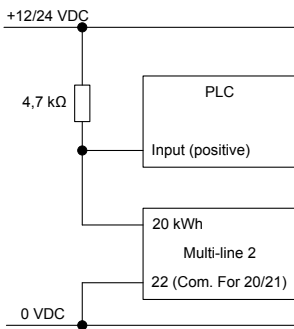 +12/24 VDC
4,7 kΩ
PLC
Input (positive)
20 kWh
Multi-line 2
22 (Com. For 20/21)
0 VDC